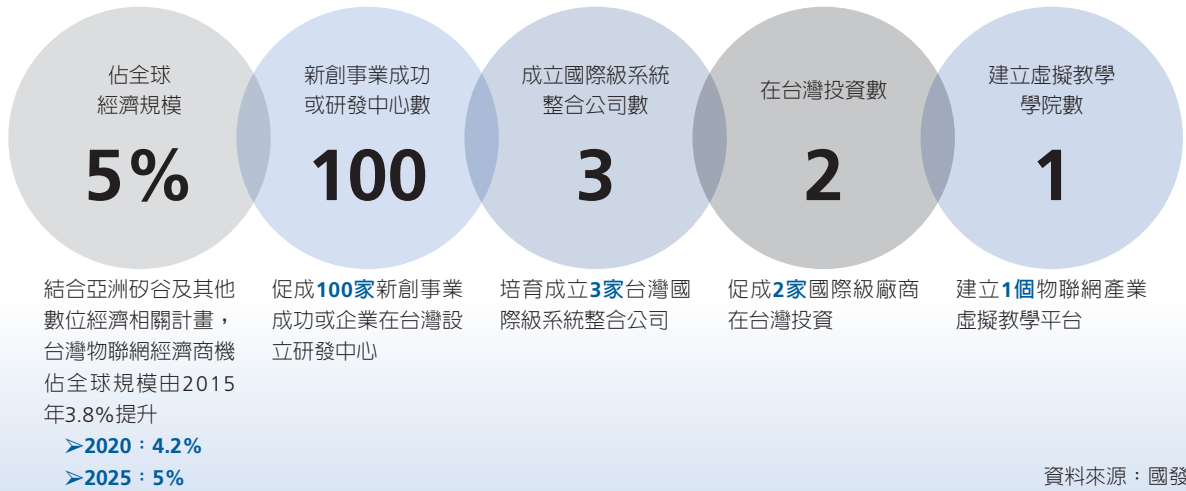 佔全球
經濟規模
5%
結合亞洲矽谷及其他
數位經濟相關計畫，
台灣物聯網經濟商機
佔全球規模由2015
年3.8%提升
➢2020：4.2%
➢2025：5%
新創事業成功
或研發中心數
100
促成100家新創事業
成功或企業在台灣設
立研發中心
成立國際級系統
整合公司數
3
培育成立3家台灣國
際級系統整合公司
在台灣投資數
2
促成2家國際級廠商
在台灣投資
建立虛擬教學
學院數
1
建立1個物聯網產業
虛擬教學平台
資料來源：國發